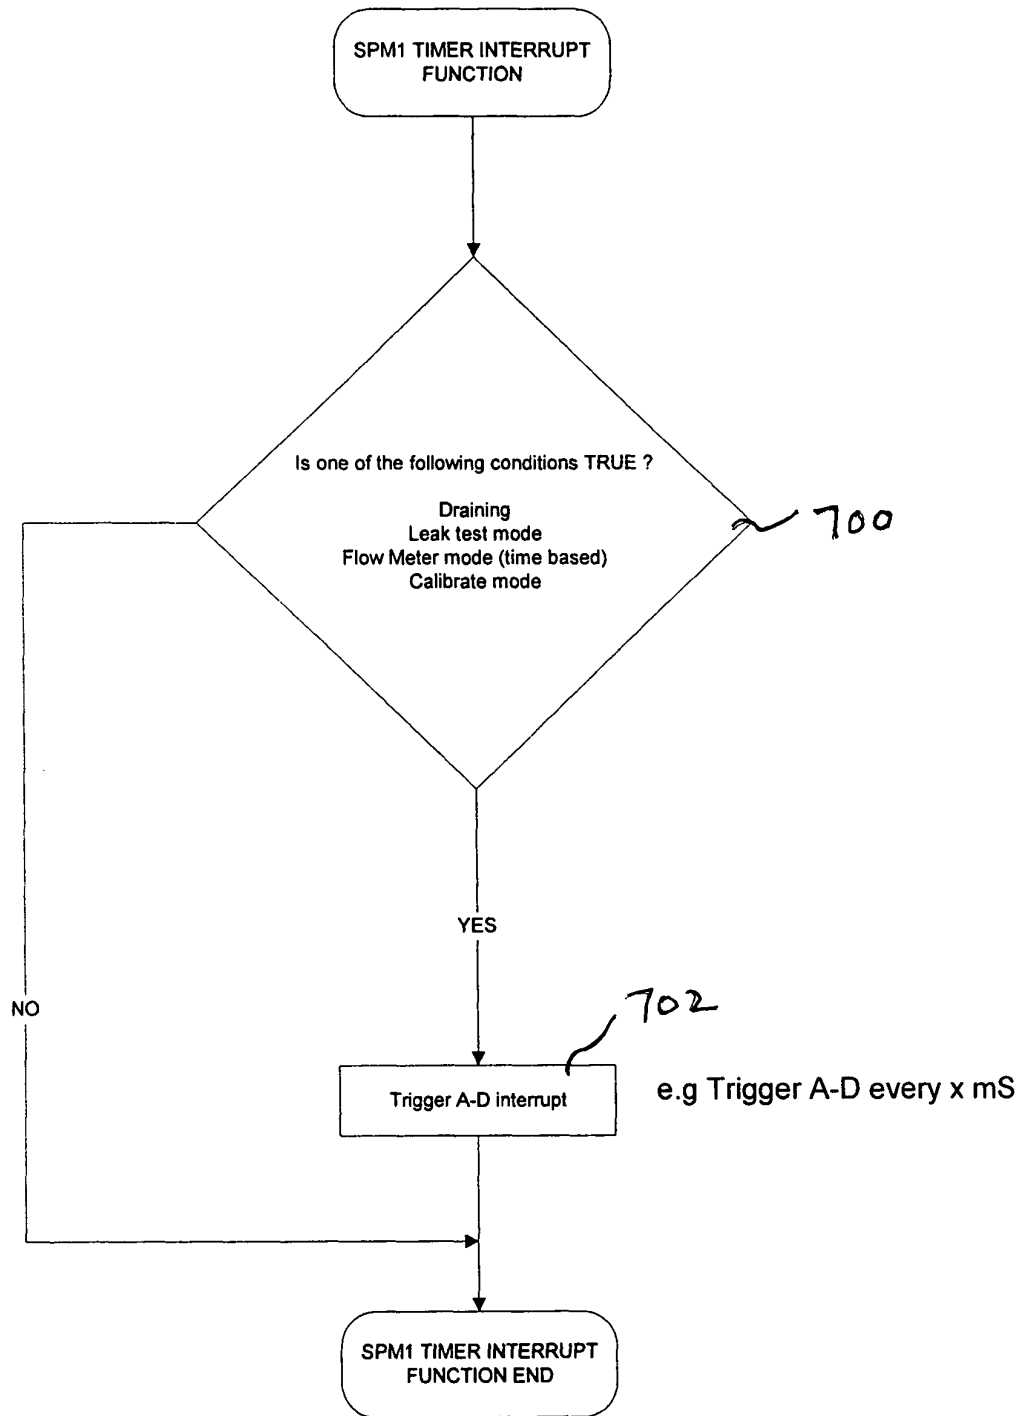 SPM1 TIMER INTERRUPT
FUNCTION
Is one of the following conditions TRUE ?
Draining
Leak test mode
Flow Meter mode (time based)
Calibrate mode
700
YES
NO
702
Trigger A-D interrupt
e.g Trigger A-D every x mS
SPM1 TIMER INTERRUPT
FUNCTION END